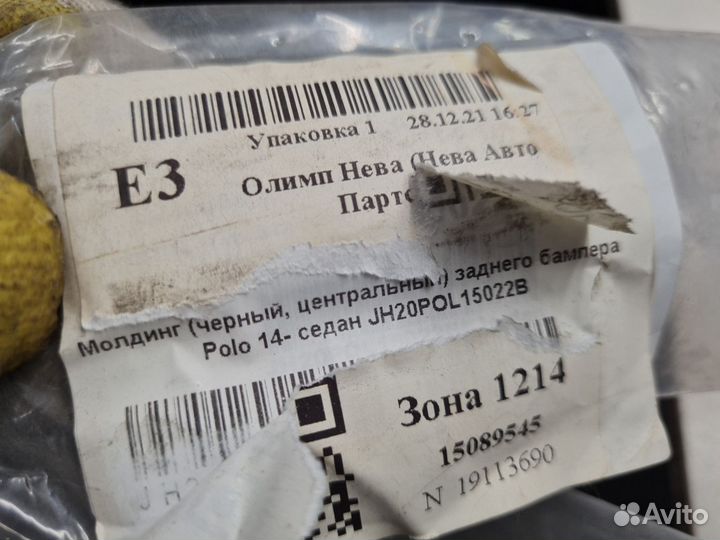 Упаковка 1 28.12.21 16:27
E3
Олимп Нева (Нева Авто
Партс
Молдинг (черный, центральный) заднего бампера
Polo 14- седан JH20POL15022B
Зона 1214
15089545
N 19113690
J H
Avito